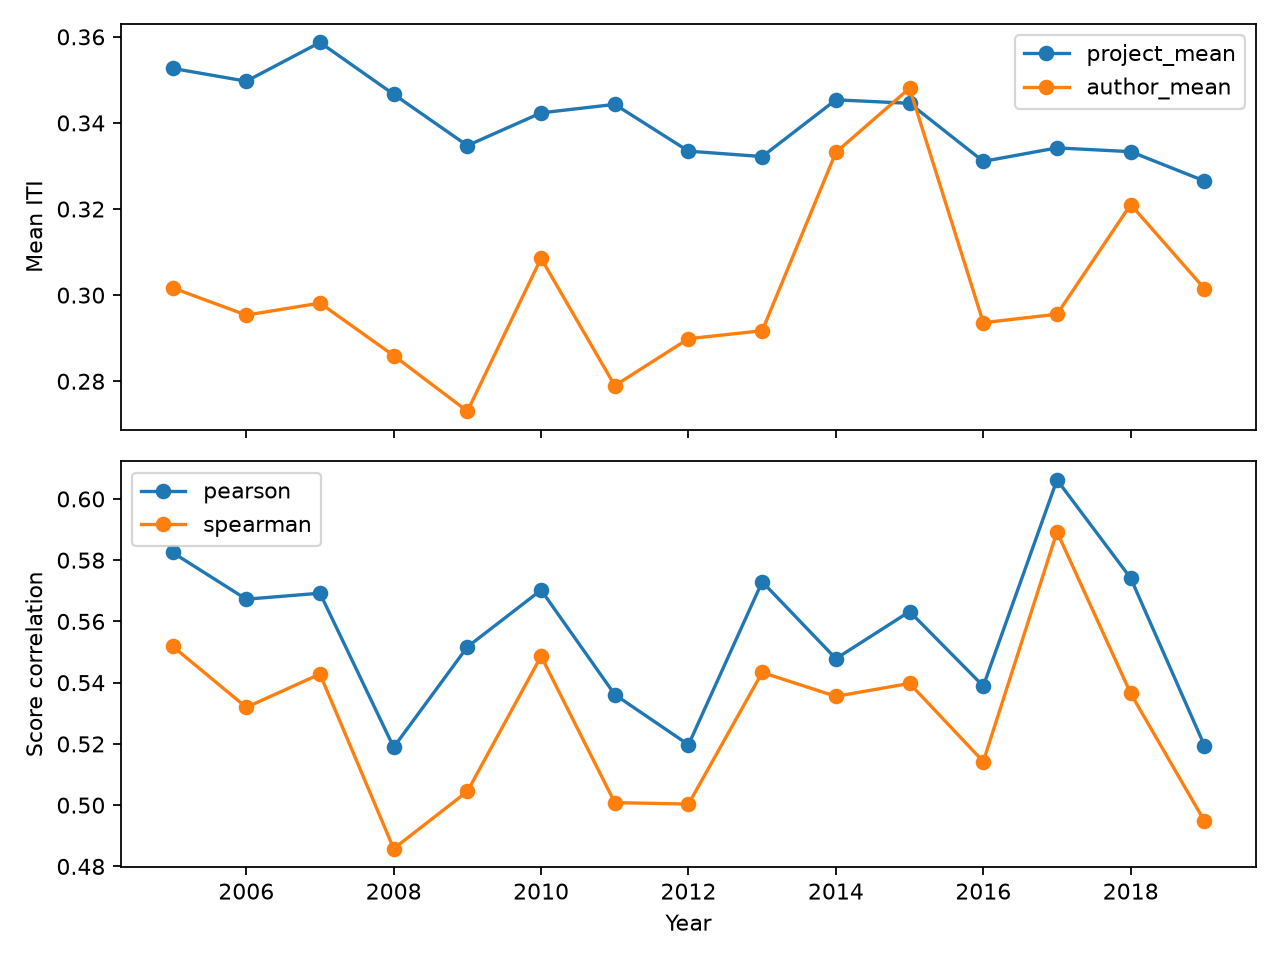 0.36
0.34
0.32
0.30
0.28
Mean ITI
project_mean
author_mean
0.60
0.58
0.56
0.54
0.52
0.50
0.48
Score correlation
pearson
spearman
2006 2008 2010 2012 2014 2016 2018
Year